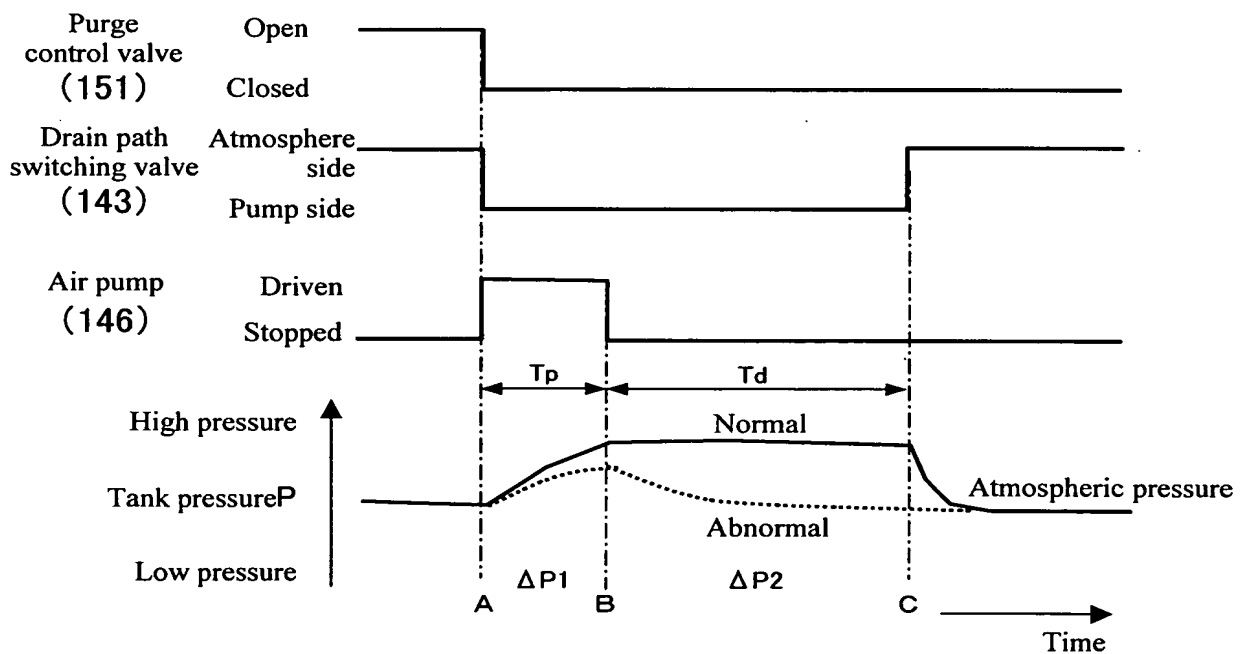 Purge
control valve
(151)
Open
Closed
Drain path
switching valve
(143)
Atmosphere
side
Pump side
Air pump
(146)
Driven
Stopped
Tp
Td
High pressure
Normal
Tank pressureP
Atmospheric pressure
Abnormal
Low pressure
ΔP1
ΔP2
A
B
C
Time